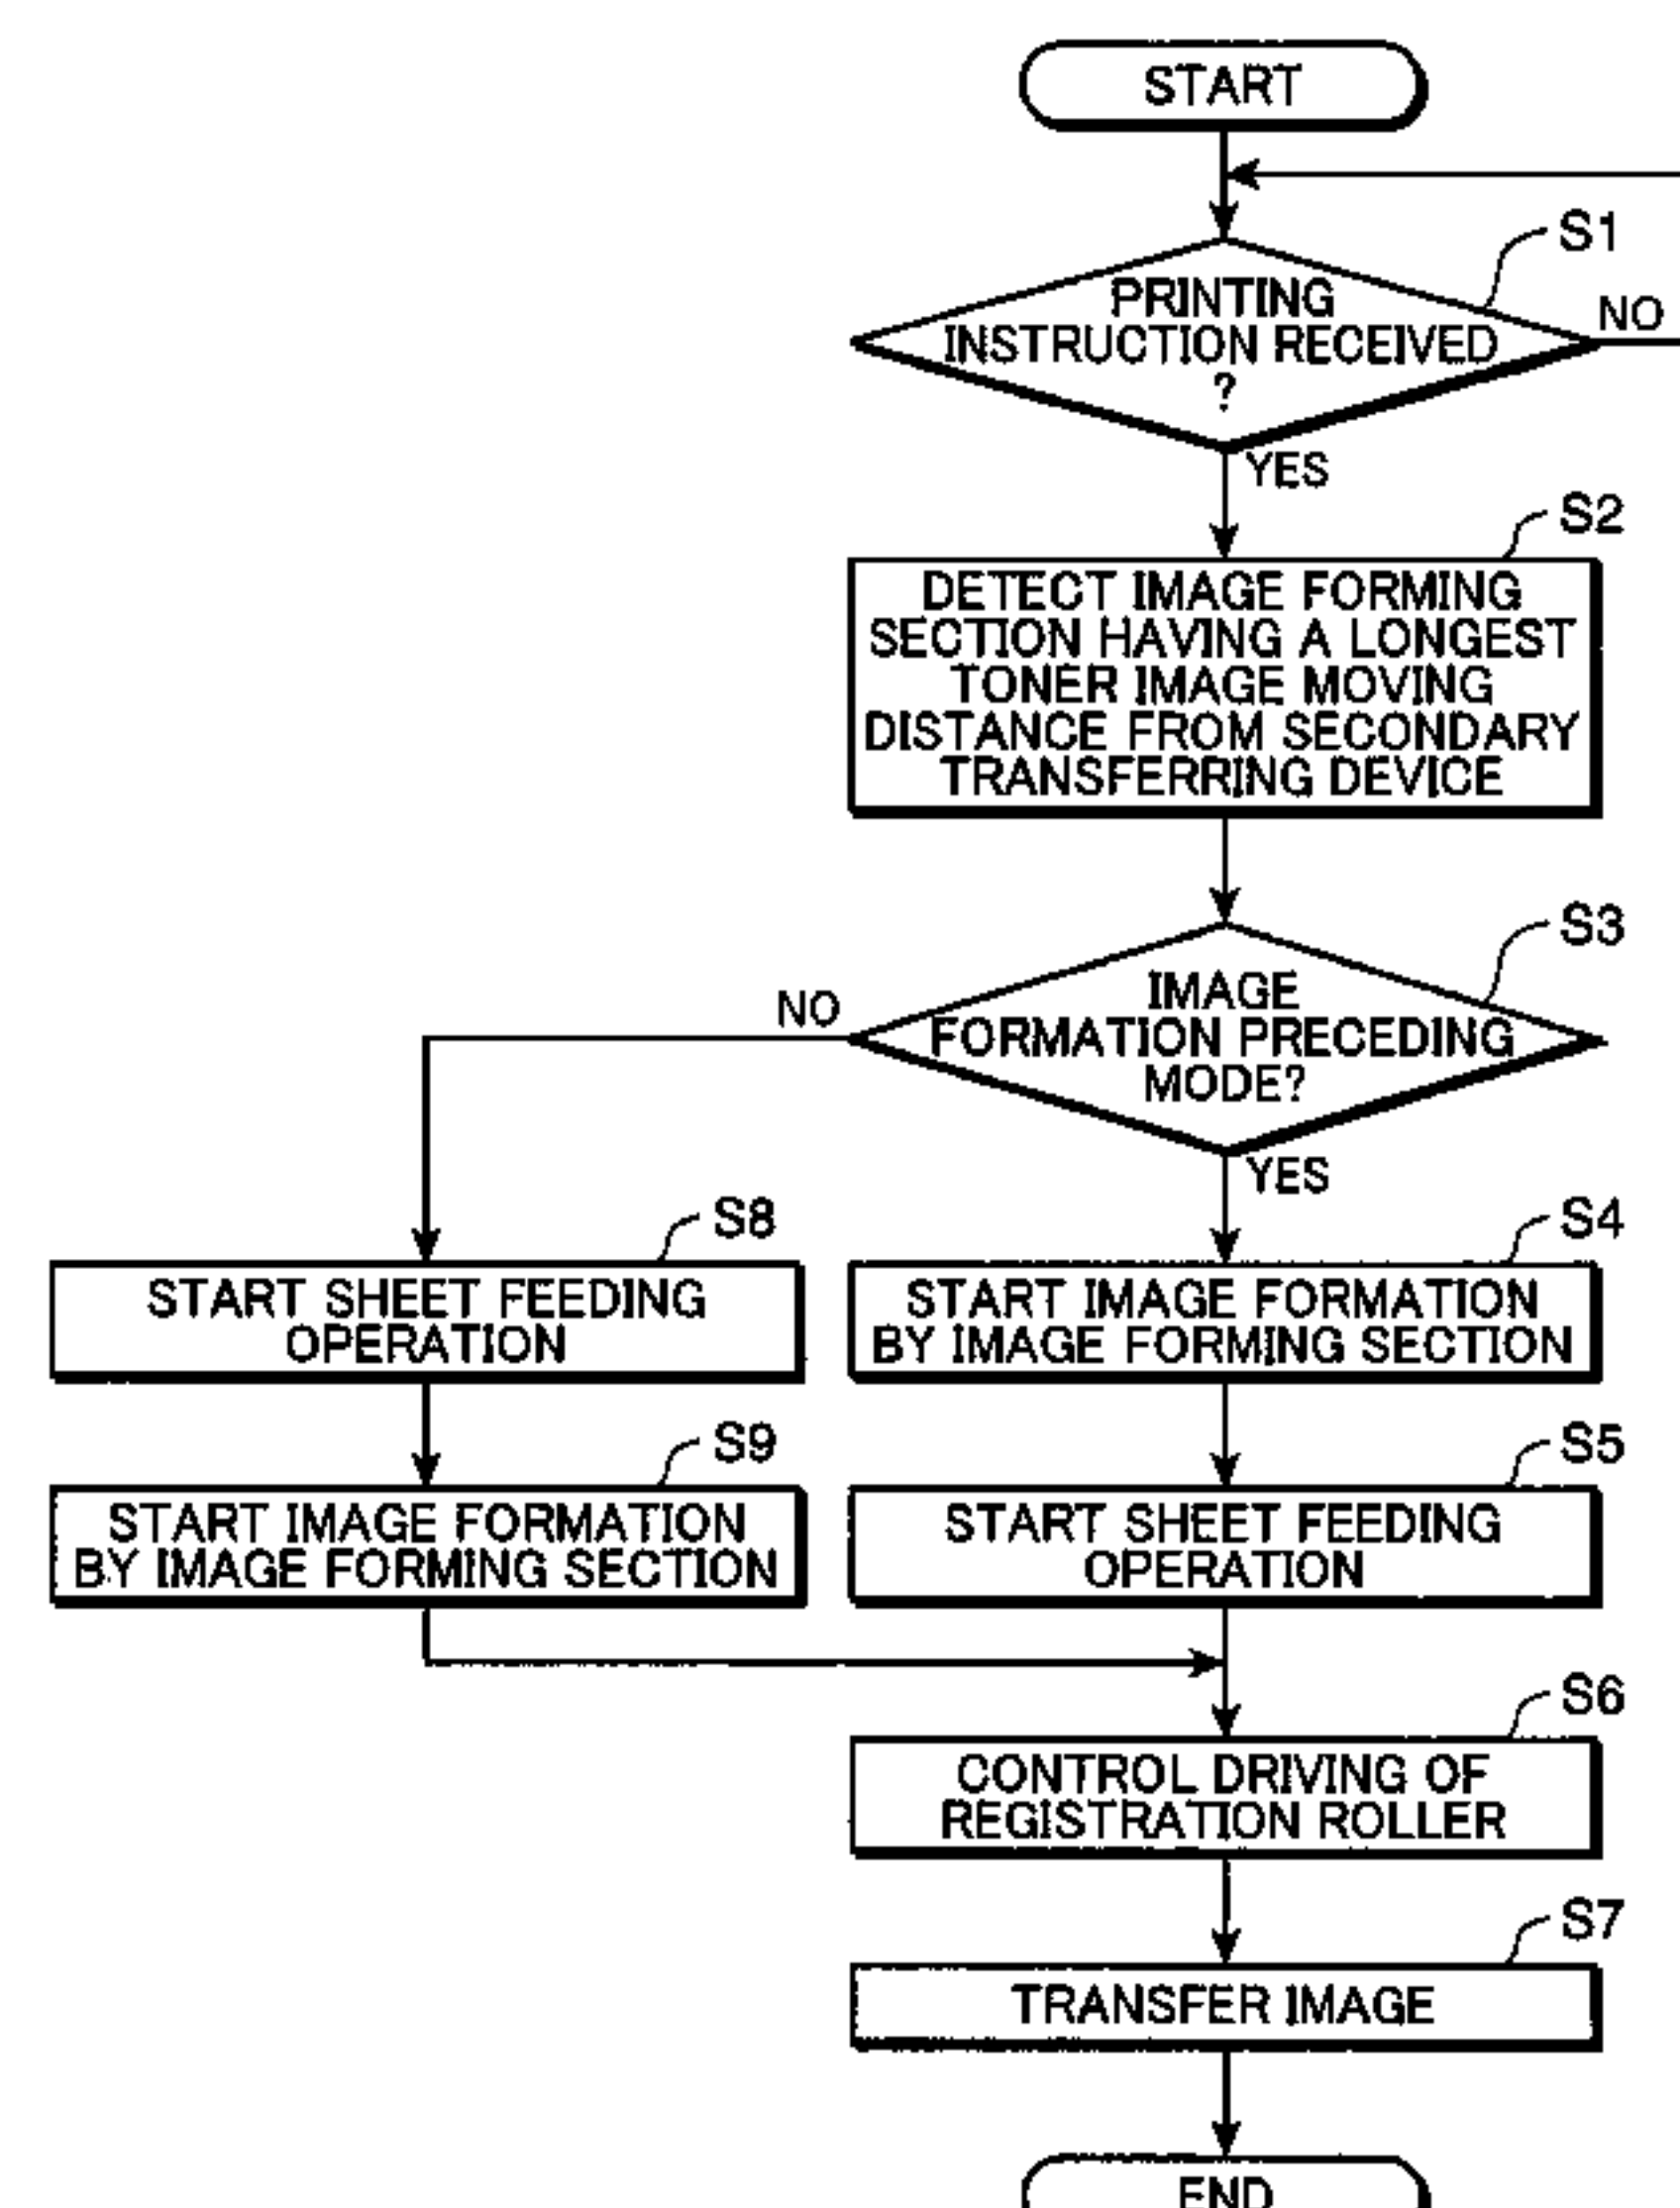 START
S1
PRINTING
INSTRUCTION RECEIVED
?
NO
YES
S2
DETECT IMAGE FORMING
SECTION HAVING A LONGEST
TONER IMAGE MOVING
DISTANCE FROM SECONDARY
TRANSFERRING DEVICE
S3
IMAGE
FORMATION PRECEDING
MODE?
NO
YES
S8
START SHEET FEEDING
OPERATION
S4
START IMAGE FORMATION
BY IMAGE FORMING SECTION
S9
START IMAGE FORMATION
BY IMAGE FORMING SECTION
S5
START SHEET FEEDING
OPERATION
S6
CONTROL DRIVING OF
REGISTRATION ROLLER
S7
TRANSFER IMAGE
END